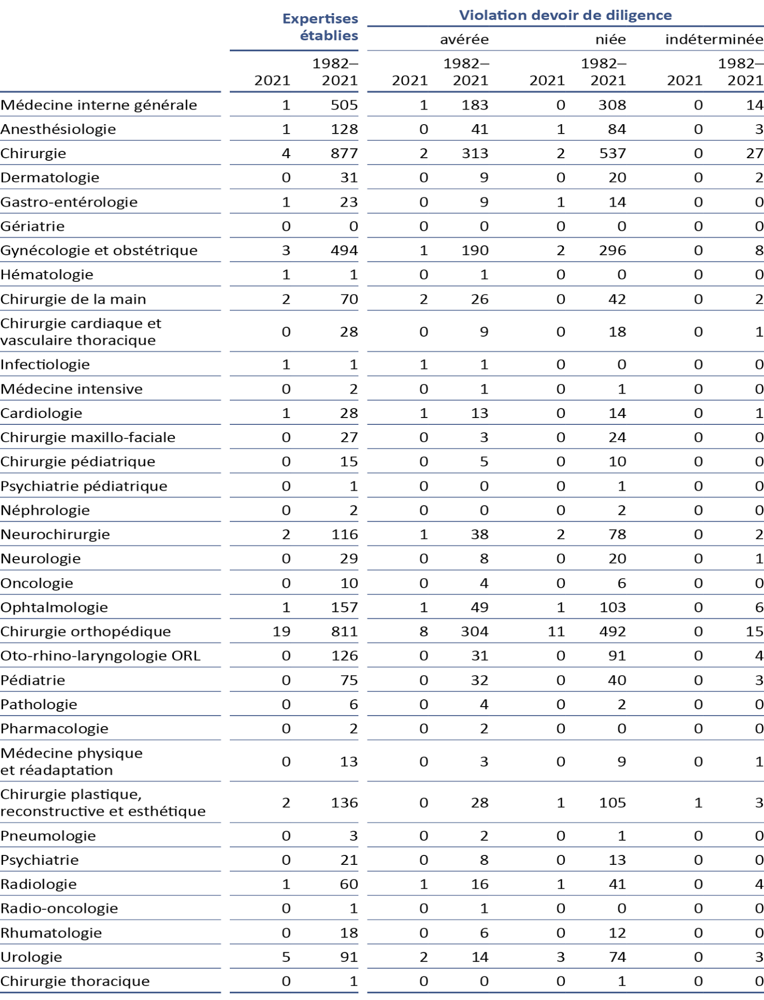 Expertises établies Violation devoir de diligence
avérée niée indéterminée
2021 1982–2021 2021 1982–2021 2021 1982–2021 2021 1982–2021
Médecine interne générale 1 505 1 183 0 308 0 14
Anesthésiologie 1 128 0 41 1 84 0 3
Chirurgie 4 877 2 313 2 537 0 27
Dermatologie 0 31 0 9 0 20 0 2
Gastro-entérologie 1 23 0 9 1 14 0 0
Gériatrie 0 0 0 0 0 0 0 0
Gynécologie et obstétrique 3 494 1 190 2 296 0 8
Hématologie 1 1 0 1 0 0 0 0
Chirurgie de la main 2 70 2 26 0 42 0 2
Chirurgie cardiaque et
vasculaire thoracique 0 28 0 9 0 18 0 1
Infectiologie 1 1 1 1 0 0 0 0
Médecine intensive 0 2 0 1 0 1 0 0
Cardiologie 1 28 1 13 0 14 0 1
Chirurgie maxillo-faciale 0 27 0 3 0 24 0 0
Chirurgie pédiatrique 0 15 0 5 0 10 0 0
Psychiatrie pédiatrique 0 1 0 0 0 1 0 0
Néphrologie 0 2 0 0 0 2 0 0
Neurochirurgie 2 116 1 38 2 78 0 2
Neurologie 0 29 0 8 0 20 0 1
Oncologie 0 10 0 4 0 6 0 0
Ophtalmologie 1 157 1 49 1 103 0 6
Chirurgie orthopédique 19 811 8 304 11 492 0 15
Oto-rhino-laryngologie ORL 0 126 0 31 0 91 0 4
Pédiatrie 0 75 0 32 0 40 0 3
Pathologie 0 6 0 4 0 2 0 0
Pharmacologie 0 2 0 2 0 0 0 0
Médecine physique
et réadaptation 0 13 0 3 0 9 0 1
Chirurgie plastique,
reconstructive et esthétique 2 136 0 28 1 105 1 3
Pneumologie 0 3 0 2 0 1 0 0
Psychiatrie 0 21 0 8 0 13 0 0
Radiologie 1 60 1 16 1 41 0 4
Radio-oncologie 0 1 0 1 0 0 0 0
Rhumatologie 0 18 0 6 0 12 0 0
Urologie 5 91 2 14 3 74 0 3
Chirurgie thoracique 0 1 0 0 0 1 0 0